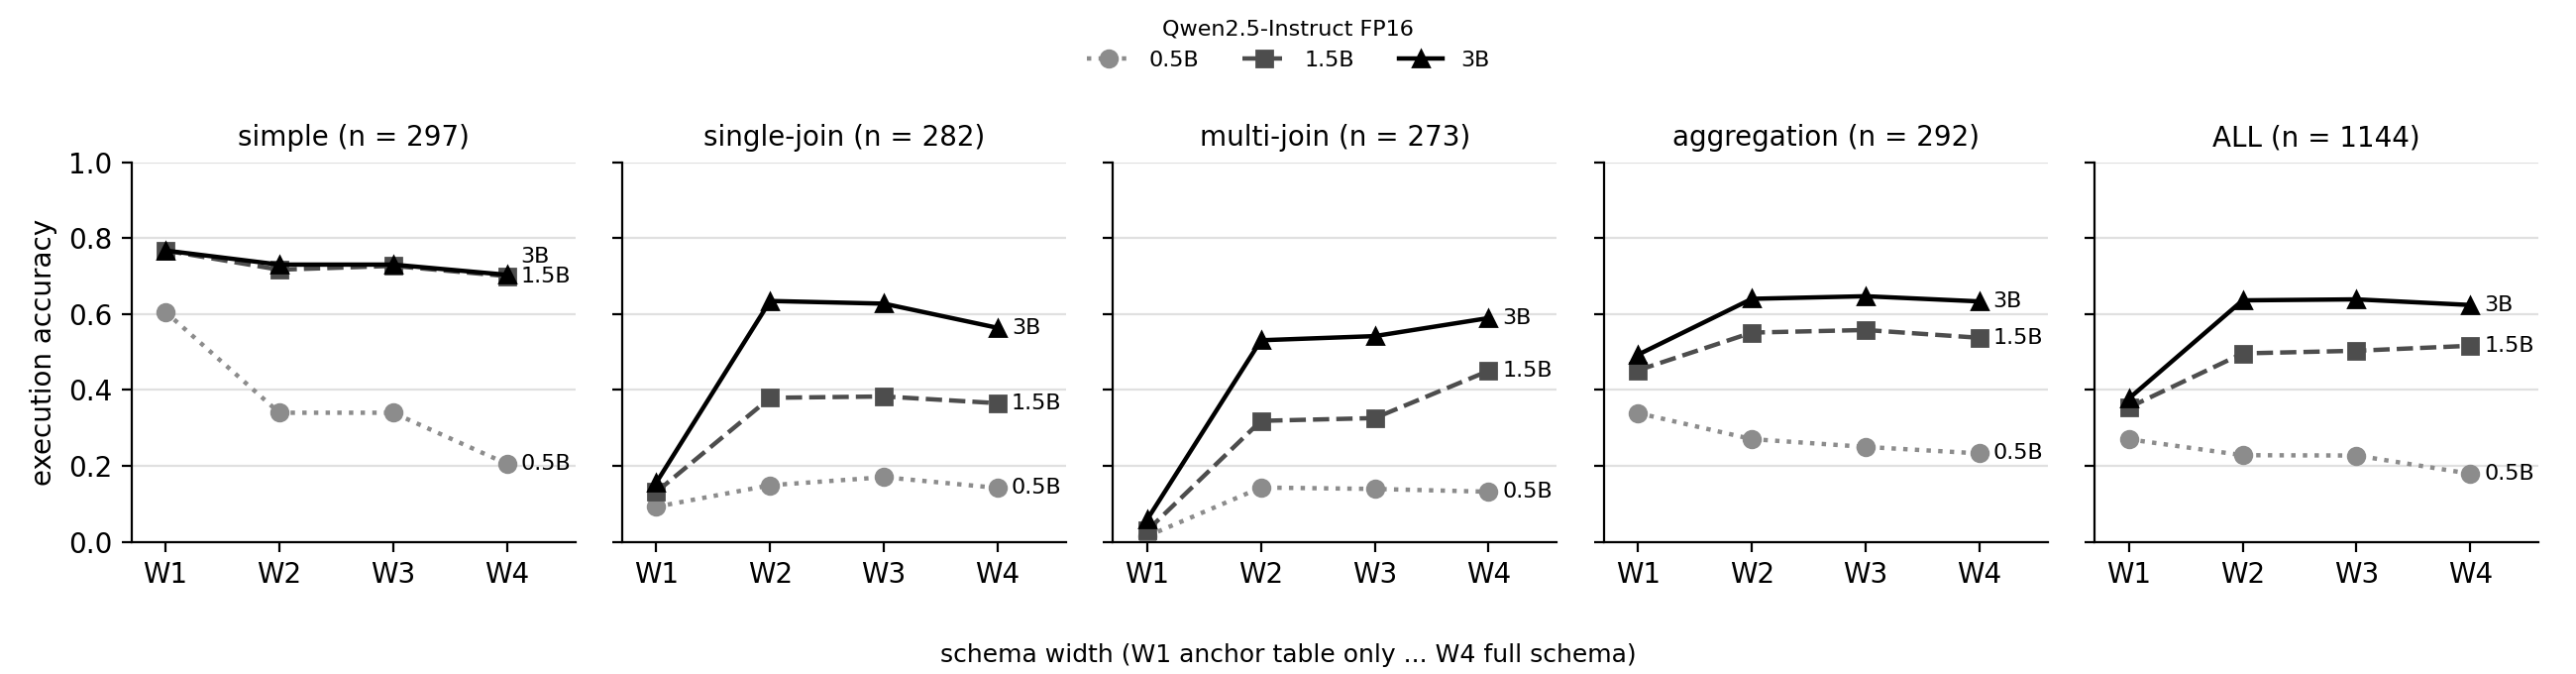 Qwen2.5-Instruct FP16
0.5B 1.5B 3B
simple (n = 297)
single-join (n = 282)
multi-join (n = 273)
aggregation (n = 292)
ALL (n = 1144)
execution accuracy
1.0
0.8
0.6
0.4
0.2
0.0
3B
1.5B
0.5B
3B
1.5B
0.5B
3B
1.5B
0.5B
3B
1.5B
0.5B
3B
1.5B
0.5B
W1 W2 W3 W4
W1 W2 W3 W4
W1 W2 W3 W4
W1 W2 W3 W4
W1 W2 W3 W4
schema width (W1 anchor table only ... W4 full schema)